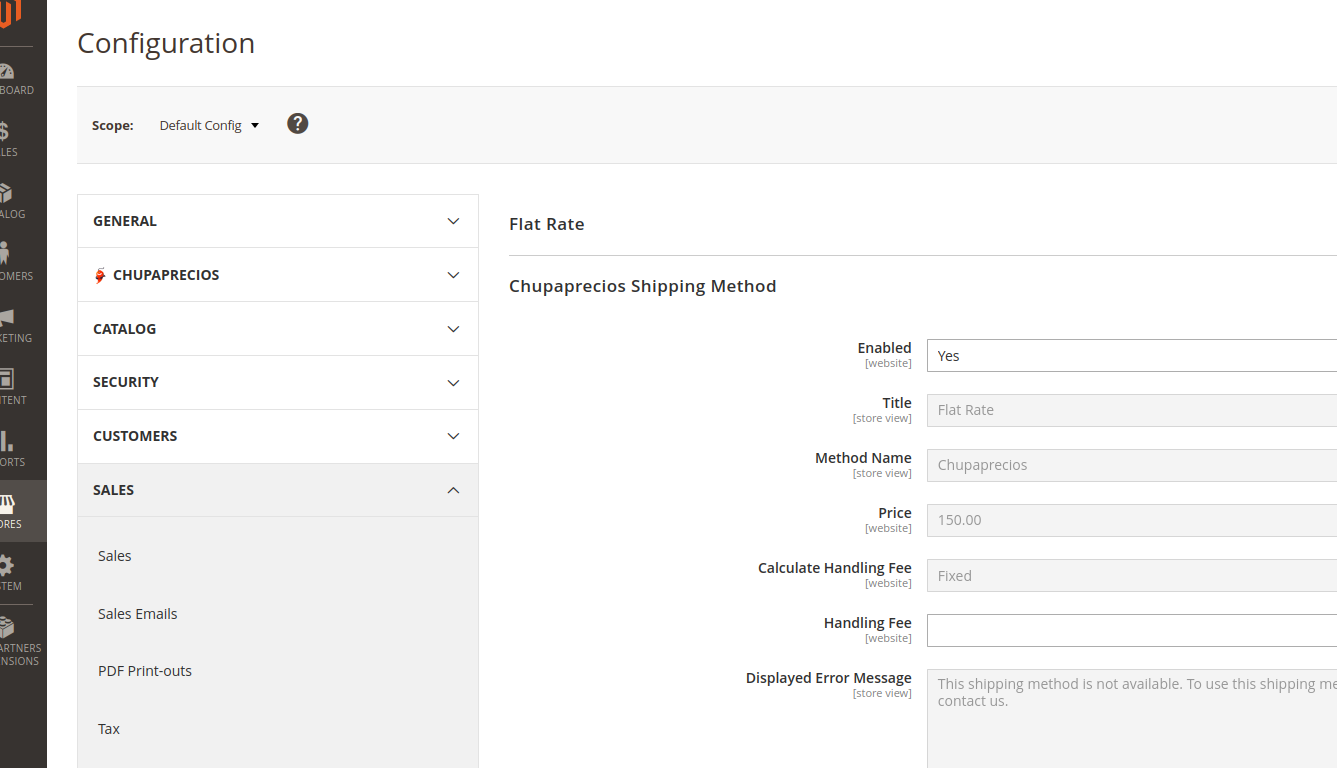 Configuration
BOARD
LES
ALOG
OMERS
KETING
TENT
ORTS
ORES
STEM
ARTNERS
NSIONS
Scope: Default Config ?
GENERAL
CHUPAPRECIOS
CATALOG
SECURITY
CUSTOMERS
SALES
Sales
Sales Emails
PDF Print-outs
Tax
Flat Rate
Chupaprecios Shipping Method
Enabled Yes
[website]
Title Flat Rate
[store view]
Method Name Chupaprecios
[store view]
Price 150.00
[website]
Calculate Handling Fee Fixed
[website]
Handling Fee
[website]
Displayed Error Message
[store view]
This shipping method is not available. To use this shipping me
contact us.